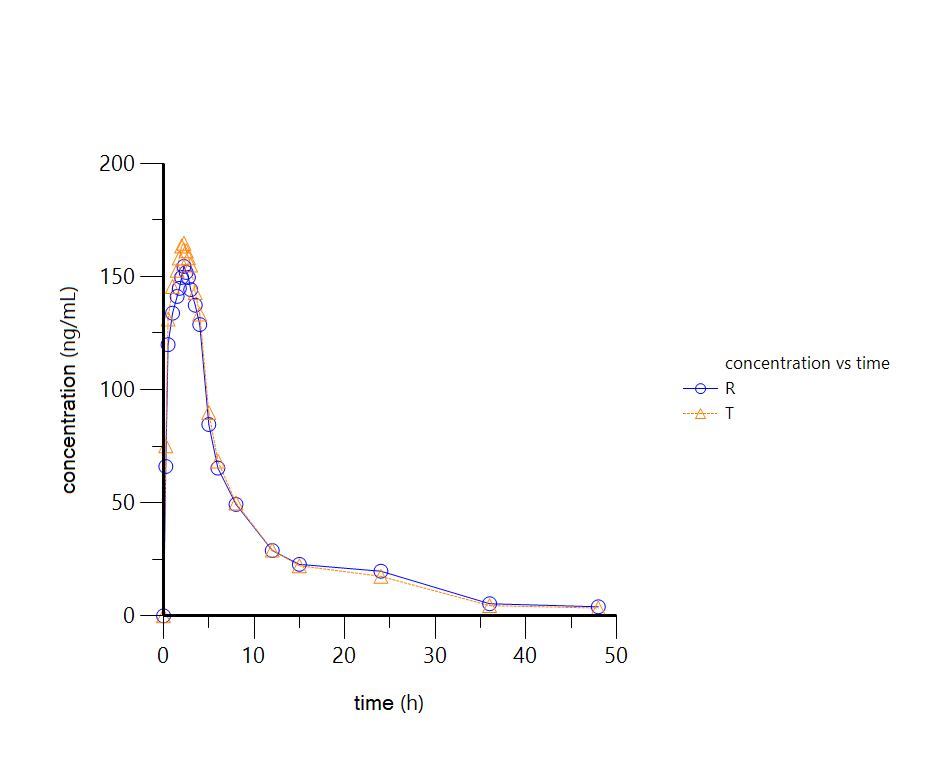 200
150
100
50
0
concentration (ng/mL)
0 10 20 30 40 50
time (h)
concentration vs time
R
T